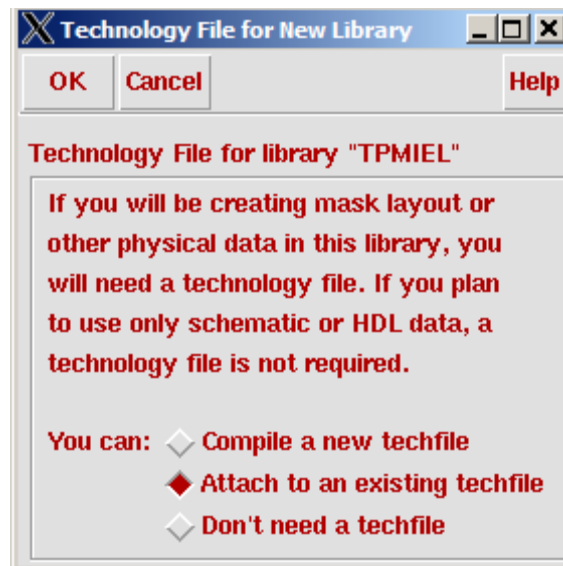 Technology File for New Library
OK Cancel Help
Technology File for library "TPMIEL"
If you will be creating mask layout or
other physical data in this library, you
will need a technology file. If you plan
to use only schematic or HDL data, a
technology file is not required.
You can: Compile a new techfile
Attach to an existing techfile
Don't need a techfile